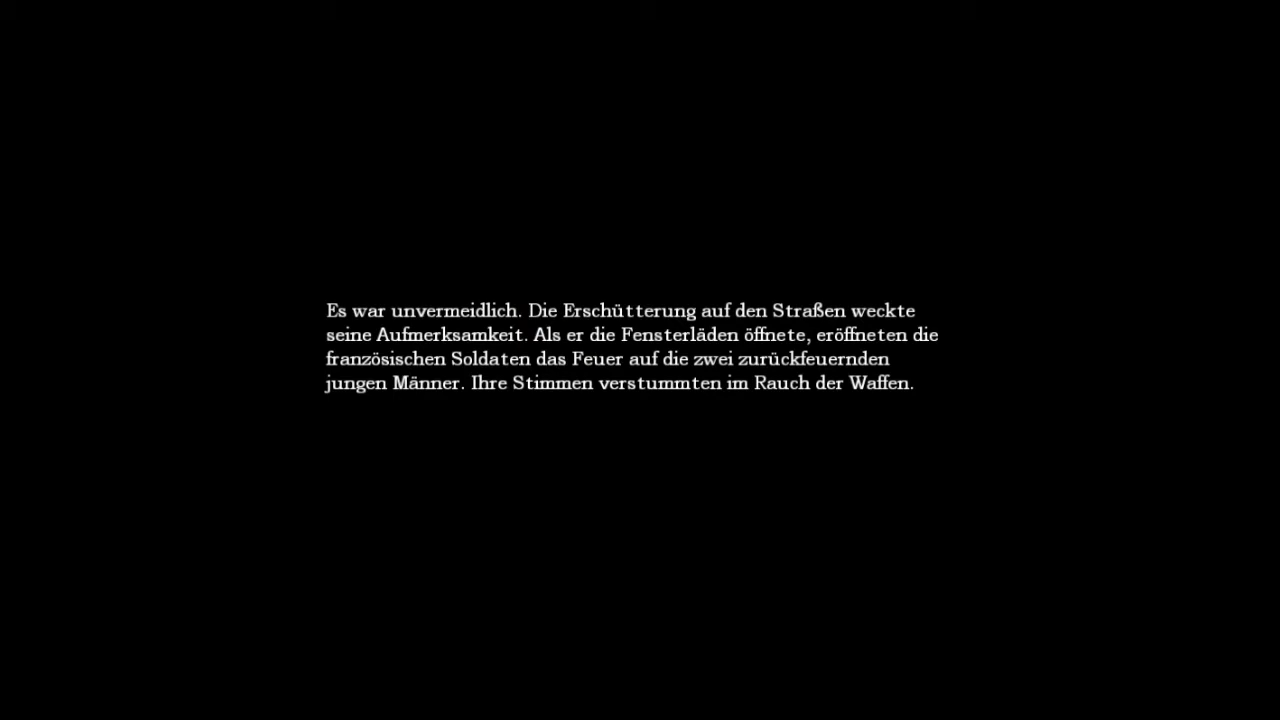 Es war unvermeidlich. Die Erschütterung auf den Straßen weckte
seine Aufmerksamkeit. Als er die Fensterläden öffnete, eröffneten die
französischen Soldaten das Feuer auf die zwei zurückfeuernden
jungen Männer. Ihre Stimmen verstummten im Rauch der Waffen.